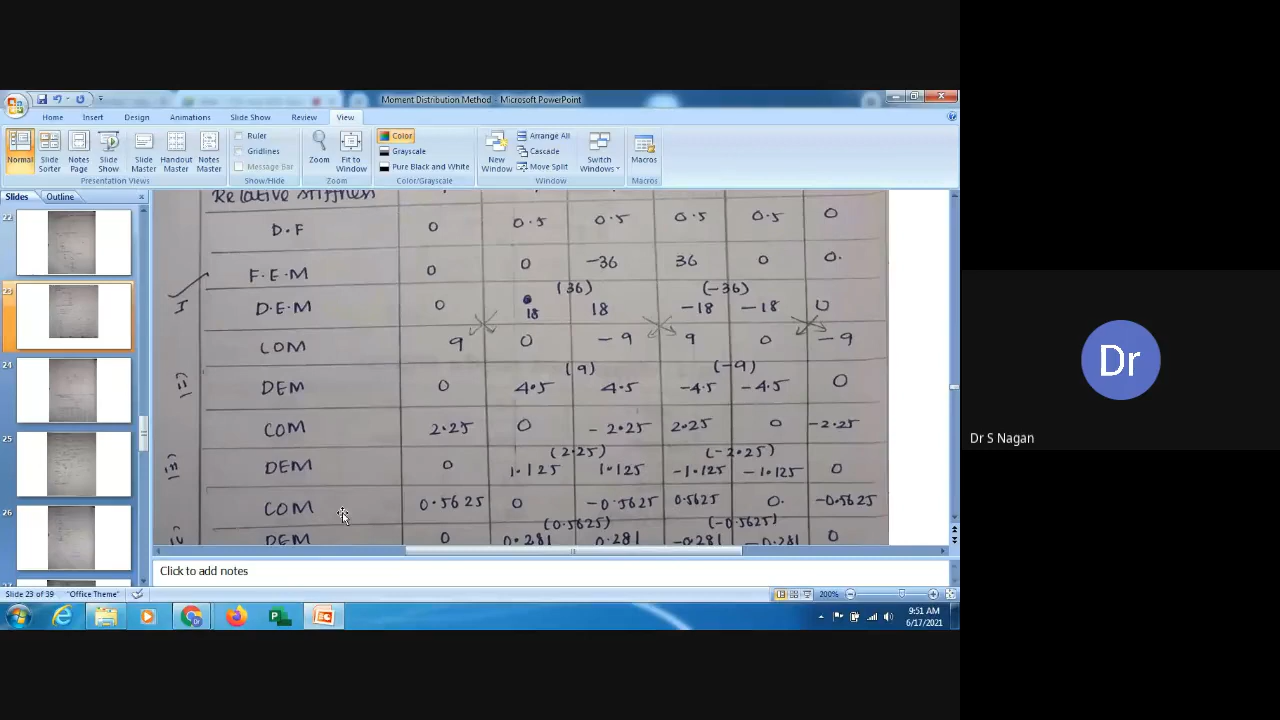 Moment Distribution Method - Microsoft PowerPoint
Home Insert Design Animations Slide Show Review View
Normal Slide Sorter Notes Page Slide Show Slide Master Handout Master Notes Master
Ruler
Gridlines
Message Bar
Zoom Fit to Window
Color
Grayscale
Pure Black and White
New Window
Arrange All
Cascade
Move Split
Switch Windows
Macros
Presentation Views Show/Hide Zoom Color/Grayscale Window Macros
Slides Outline
22
23
24
25
26
Relative stiffness
D.F 0 0.5 0.5 0.5 0.5 0
F.E.M 0 0 -36 36 0 0.
(36) (-36)
I D.E.M 0 18 18 -18 -18 0
COM 9 0 -9 9 0 -9
(9) (-9)
II) DEM 0 4.5 4.5 -4.5 -4.5 0
COM 2.25 0 -2.25 2.25 0 -2.25
(2.25) (-2.25)
III) DEM 0 1.125 1.125 -1.125 -1.125 0
COM 0.5625 0 -0.5625 0.5625 0. -0.5625
(0.5625) (-0.5625)
DEM 0 0.281 0.281 -0.281 -0.281 0
Click to add notes
Slide 23 of 39 "Office Theme" 200%
9:51 AM
6/17/2021
Dr
Dr S Nagan